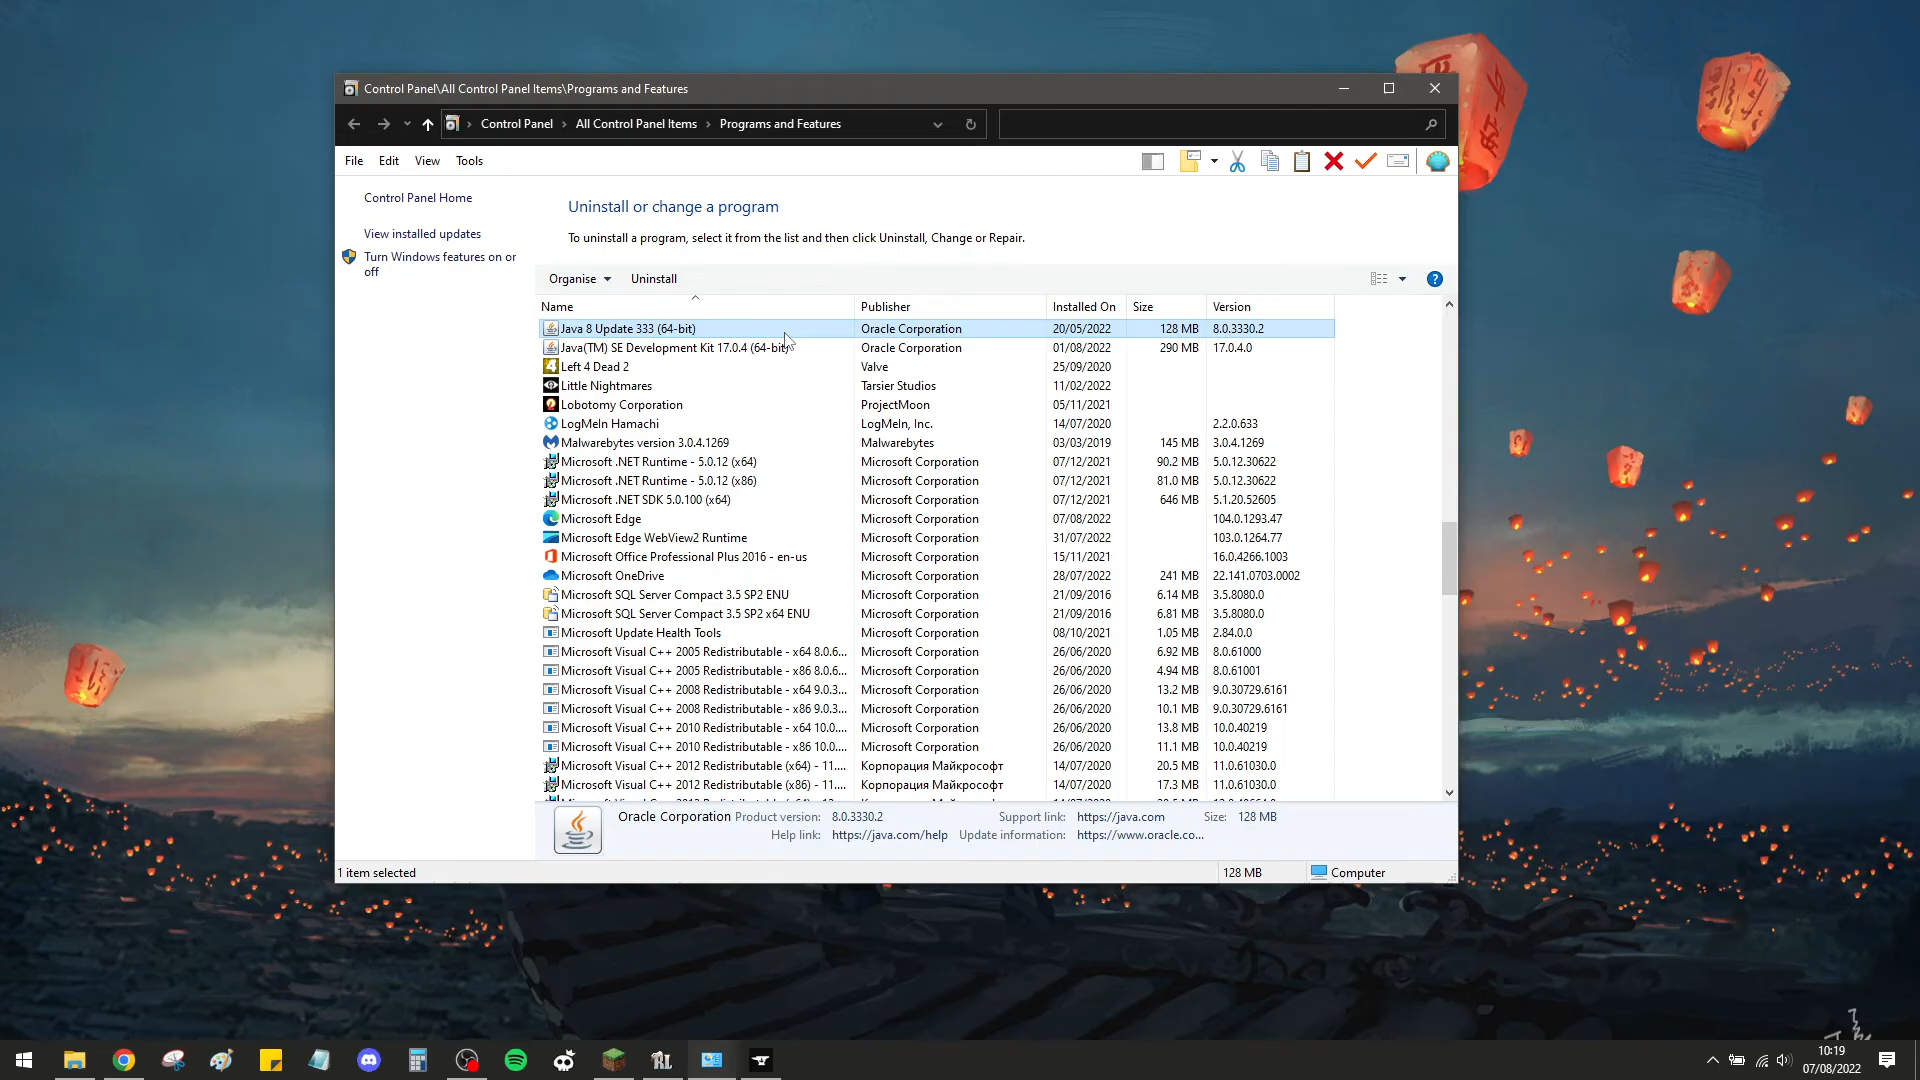 Control Panel\All Control Panel Items\Programs and Features
Control Panel > All Control Panel Items > Programs and Features
File Edit View Tools
Control Panel Home
View installed updates
Turn Windows features on or off
Uninstall or change a program
To uninstall a program, select it from the list and then click Uninstall, Change or Repair.
Organise Uninstall
Name Publisher Installed On Size Version
Java 8 Update 333 (64-bit) Oracle Corporation 20/05/2022 128 MB 8.0.3330.2
Java(TM) SE Development Kit 17.0.4 (64-bit) Oracle Corporation 01/08/2022 290 MB 17.0.4.0
Left 4 Dead 2 Valve 25/09/2020
Little Nightmares Tarsier Studios 11/02/2022
Lobotomy Corporation ProjectMoon 05/11/2021
LogMeIn Hamachi LogMeIn, Inc. 14/07/2020 2.2.0.633
Malwarebytes version 3.0.4.1269 Malwarebytes 03/03/2019 145 MB 3.0.4.1269
Microsoft .NET Runtime - 5.0.12 (x64) Microsoft Corporation 07/12/2021 90.2 MB 5.0.12.30622
Microsoft .NET Runtime - 5.0.12 (x86) Microsoft Corporation 07/12/2021 81.0 MB 5.0.12.30622
Microsoft .NET SDK 5.0.100 (x64) Microsoft Corporation 07/12/2021 646 MB 5.1.20.52605
Microsoft Edge Microsoft Corporation 07/08/2022 104.0.1293.47
Microsoft Edge WebView2 Runtime Microsoft Corporation 31/07/2022 103.0.1264.77
Microsoft Office Professional Plus 2016 - en-us Microsoft Corporation 15/11/2021 16.0.4266.1003
Microsoft OneDrive Microsoft Corporation 28/07/2022 241 MB 22.141.0703.0002
Microsoft SQL Server Compact 3.5 SP2 ENU Microsoft Corporation 21/09/2016 6.14 MB 3.5.8080.0
Microsoft SQL Server Compact 3.5 SP2 x64 ENU Microsoft Corporation 21/09/2016 6.81 MB 3.5.8080.0
Microsoft Update Health Tools Microsoft Corporation 08/10/2021 1.05 MB 2.84.0.0
Microsoft Visual C++ 2005 Redistributable - x64 8.0.6... Microsoft Corporation 26/06/2020 6.92 MB 8.0.61000
Microsoft Visual C++ 2005 Redistributable - x86 8.0.6... Microsoft Corporation 26/06/2020 4.94 MB 8.0.61001
Microsoft Visual C++ 2008 Redistributable - x64 9.0.3... Microsoft Corporation 26/06/2020 13.2 MB 9.0.30729.6161
Microsoft Visual C++ 2008 Redistributable - x86 9.0.3... Microsoft Corporation 26/06/2020 10.1 MB 9.0.30729.6161
Microsoft Visual C++ 2010 Redistributable - x64 10.0.... Microsoft Corporation 26/06/2020 13.8 MB 10.0.40219
Microsoft Visual C++ 2010 Redistributable - x86 10.0.... Microsoft Corporation 26/06/2020 11.1 MB 10.0.40219
Microsoft Visual C++ 2012 Redistributable (x64) - 11.... Корпорация Майкрософт 14/07/2020 20.5 MB 11.0.61030.0
Microsoft Visual C++ 2012 Redistributable (x86) - 11.... Корпорация Майкрософт 14/07/2020 17.3 MB 11.0.61030.0
Oracle Corporation Product version: 8.0.3330.2 Support link: https://java.com Size: 128 MB
Help link: https://java.com/help Update information: https://www.oracle.co...
1 item selected 128 MB Computer
10:19
07/08/2022